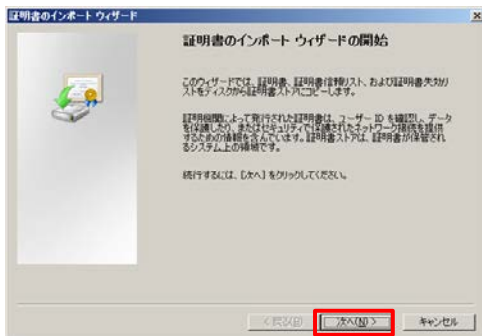 証明書のインポート ウィザード
証明書のインポート ウィザードの開始
このウィザードでは、証明書、証明書信頼リスト、および証明書失効リ
ストをディスクから証明書ストアにコピーします。
証明機関によって発行された証明書は、ユーザー ID を確認し、データ
を保護したり、またはセキュリティで保護されたネットワーク接続を提供
するための情報を含んでいます。証明書ストアは、証明書が保管され
るシステム上の領域です。
続行するには、[次へ] をクリックしてください。
< 戻る(B) 次へ(N) > キャンセル